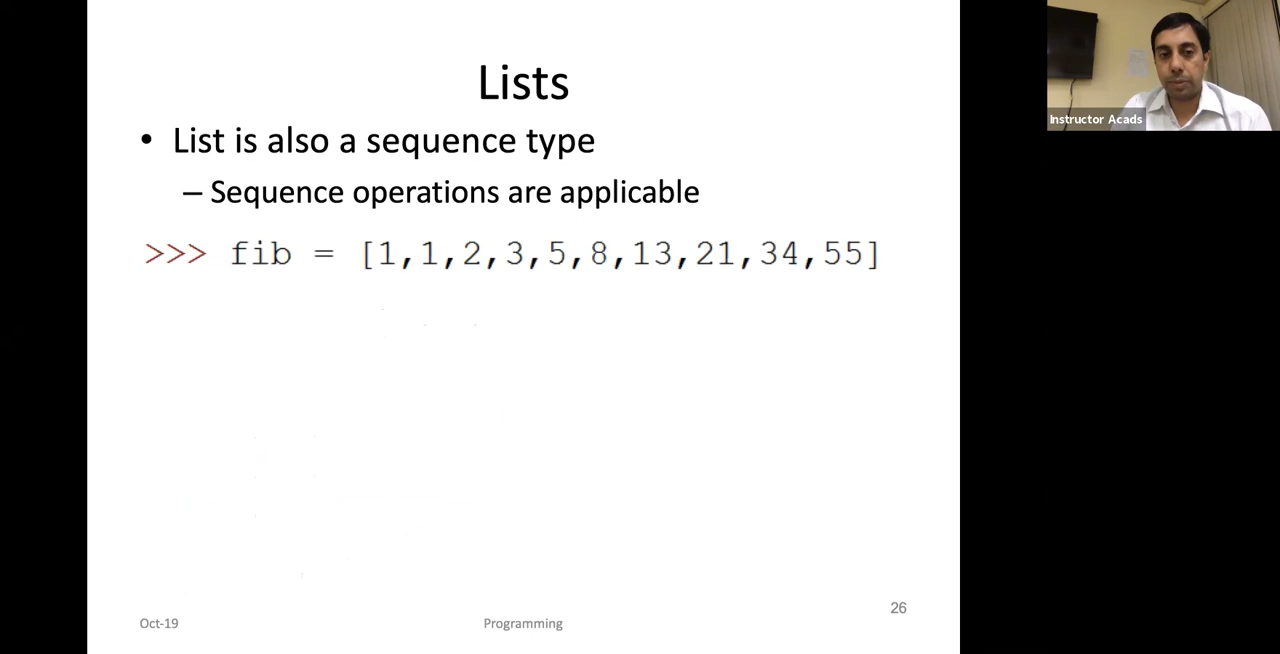 Lists
• List is also a sequence type
– Sequence operations are applicable
>>> fib = [1,1,2,3,5,8,13,21,34,55]
Oct-19
Programming
26
Instructor Acads